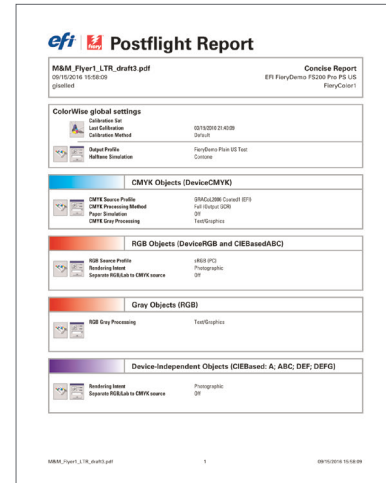 efi fiery Postflight Report
M&M_Flyer1_LTR_draft3.pdf Concise Report
09/15/2016 15:58:09 EFI FieryDemo FS200 Pro PS US
giselled FieryColor1
ColorWise global settings
Calibration Set
Last Calibration 03/19/2010 21:43:09
Calibration Method Default
Output Profile FieryDemo Plain US Test
Halftone Simulation Contone
CMYK Objects (DeviceCMYK)
CMYK Source Profile GRACoL2006 Coated1 (EFI)
CMYK Processing Method Full (Output GCR)
Paper Simulation Off
CMYK Gray Processing Text/Graphics
RGB Objects (DeviceRGB and CIEBasedABC)
RGB Source Profile sRGB (PC)
Rendering Intent Photographic
Separate RGB/Lab to CMYK source Off
Gray Objects (RGB)
RGB Gray Processing Text/Graphics
Device-Independent Objects (CIEBased: A; ABC; DEF; DEFG)
Rendering Intent Photographic
Separate RGB/Lab to CMYK source Off
M&M_Flyer1_LTR_draft3.pdf 1 09/15/2016 15:58:09